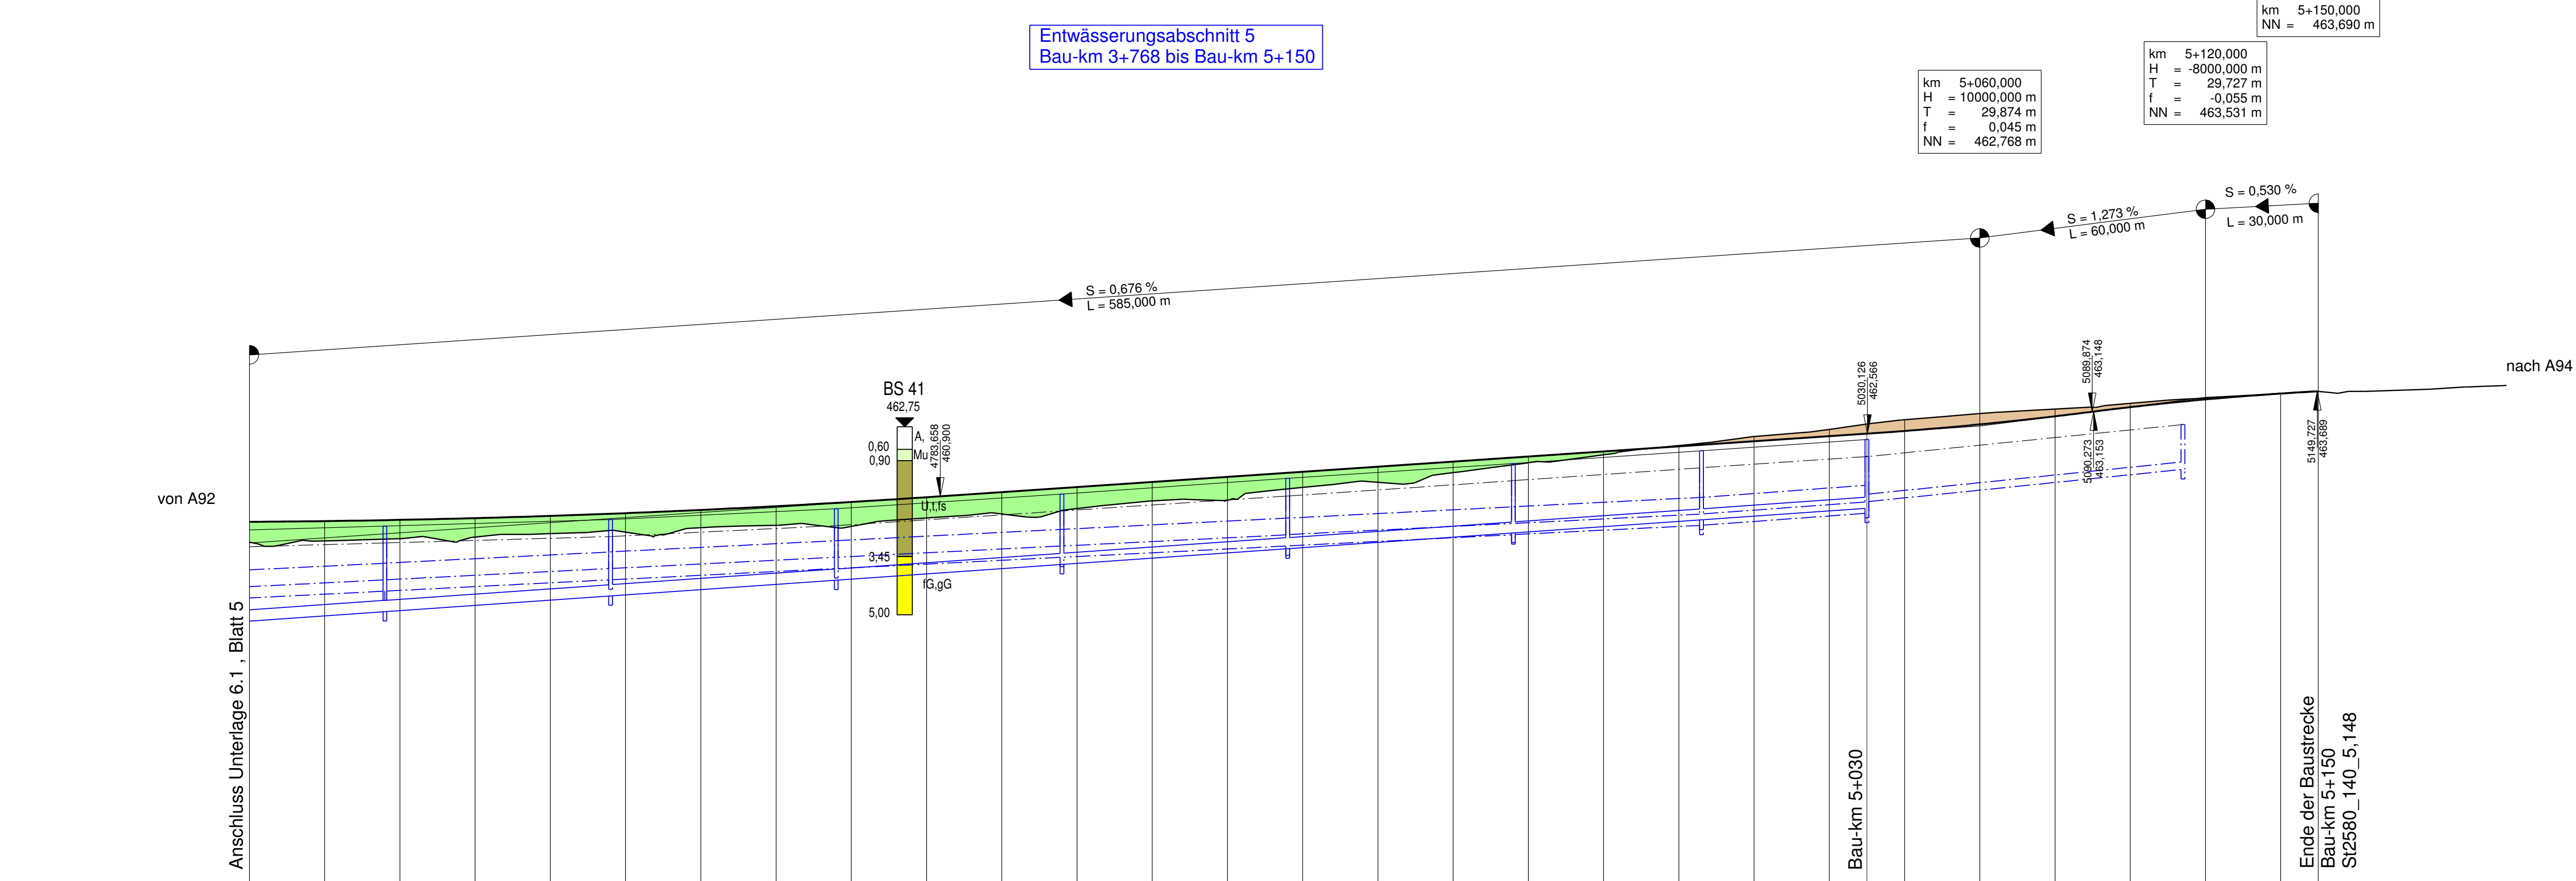 km 5+150,000
NN = 463,690 m
Entwässerungsabschnitt 5
Bau-km 3+768 bis Bau-km 5+150
km 5+120,000
H = -8000,000 m
T = 29,727 m
f = -0,055 m
NN = 463,531 m
km 5+060,000
H = 10000,000 m
T = 29,874 m
f = 0,045 m
NN = 462,768 m
S = 0,530 %
L = 30,000 m
S = 1,273 %
L = 60,000 m
S = 0,676 %
L = 585,000 m
nach A94
von A92
BS 41
462,75
0,60
0,90
3,45
5,00
A,
Mu
U,t,fs
fG,gG
4783,658
460,900
5030,126
462,566
5089,874
463,148
5090,273
463,153
5149,727
463,689
Anschluss Unterlage 6.1 , Blatt 5
Bau-km 5+030
Ende der Baustrecke
Bau-km 5+150
St2580_140_5,148